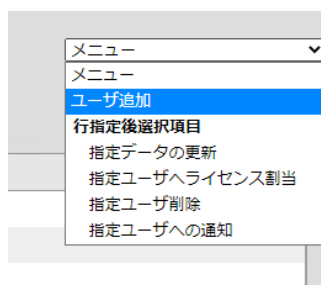 メニュー
メニュー
ユーザ追加
行指定後選択項目
指定データの更新
指定ユーザへライセンス割当
指定ユーザ削除
指定ユーザへの通知